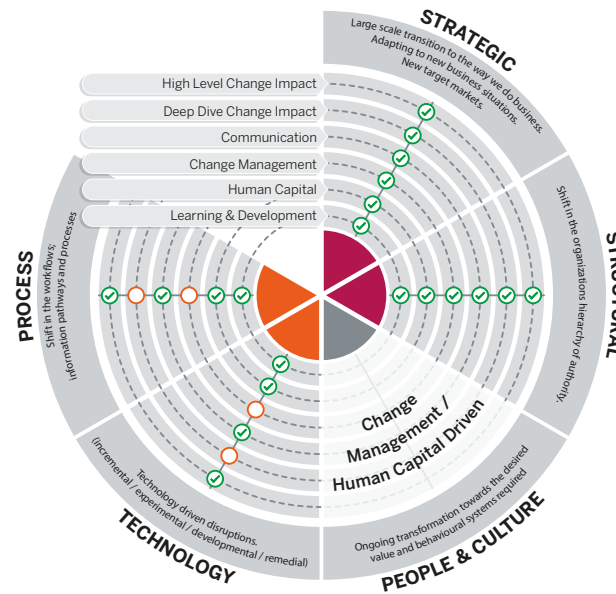 STRATEGIC
Large scale transition to the way we do business.
Adapting to new business situations.
New target markets.
High Level Change Impact
Deep Dive Change Impact
Communication
Change Management
Human Capital
Learning & Development
STRUCTURAL
Shift in the organizations hierarchy of authority.
PROCESS
Shift in the workflows;
information pathways and processes
Change
Management /
Human Capital Driven
PEOPLE & CULTURE
Ongoing transformation towards the desired
value and behavioural systems required
TECHNOLOGY
Technology driven disruptions.
(incremental / experimental / developmental / remedial)